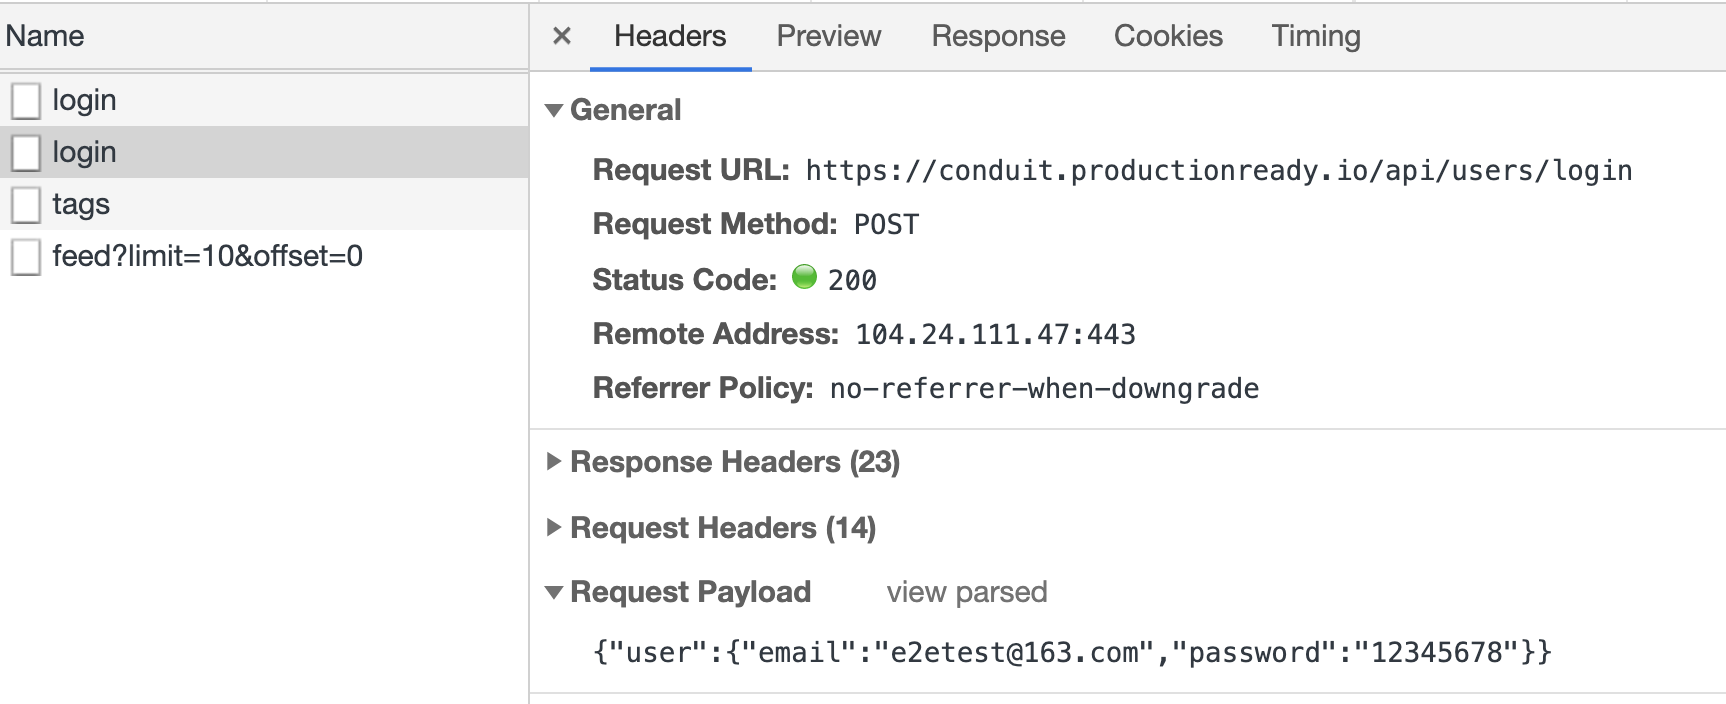 Name
login
login
tags
feed?limit=10&offset=0
× Headers Preview Response Cookies Timing
General
Request URL: https://conduit.productionready.io/api/users/login
Request Method: POST
Status Code: 200
Remote Address: 104.24.111.47:443
Referrer Policy: no-referrer-when-downgrade
Response Headers (23)
Request Headers (14)
Request Payload view parsed
{"user":{"email":"e2etest@163.com","password":"12345678"}}